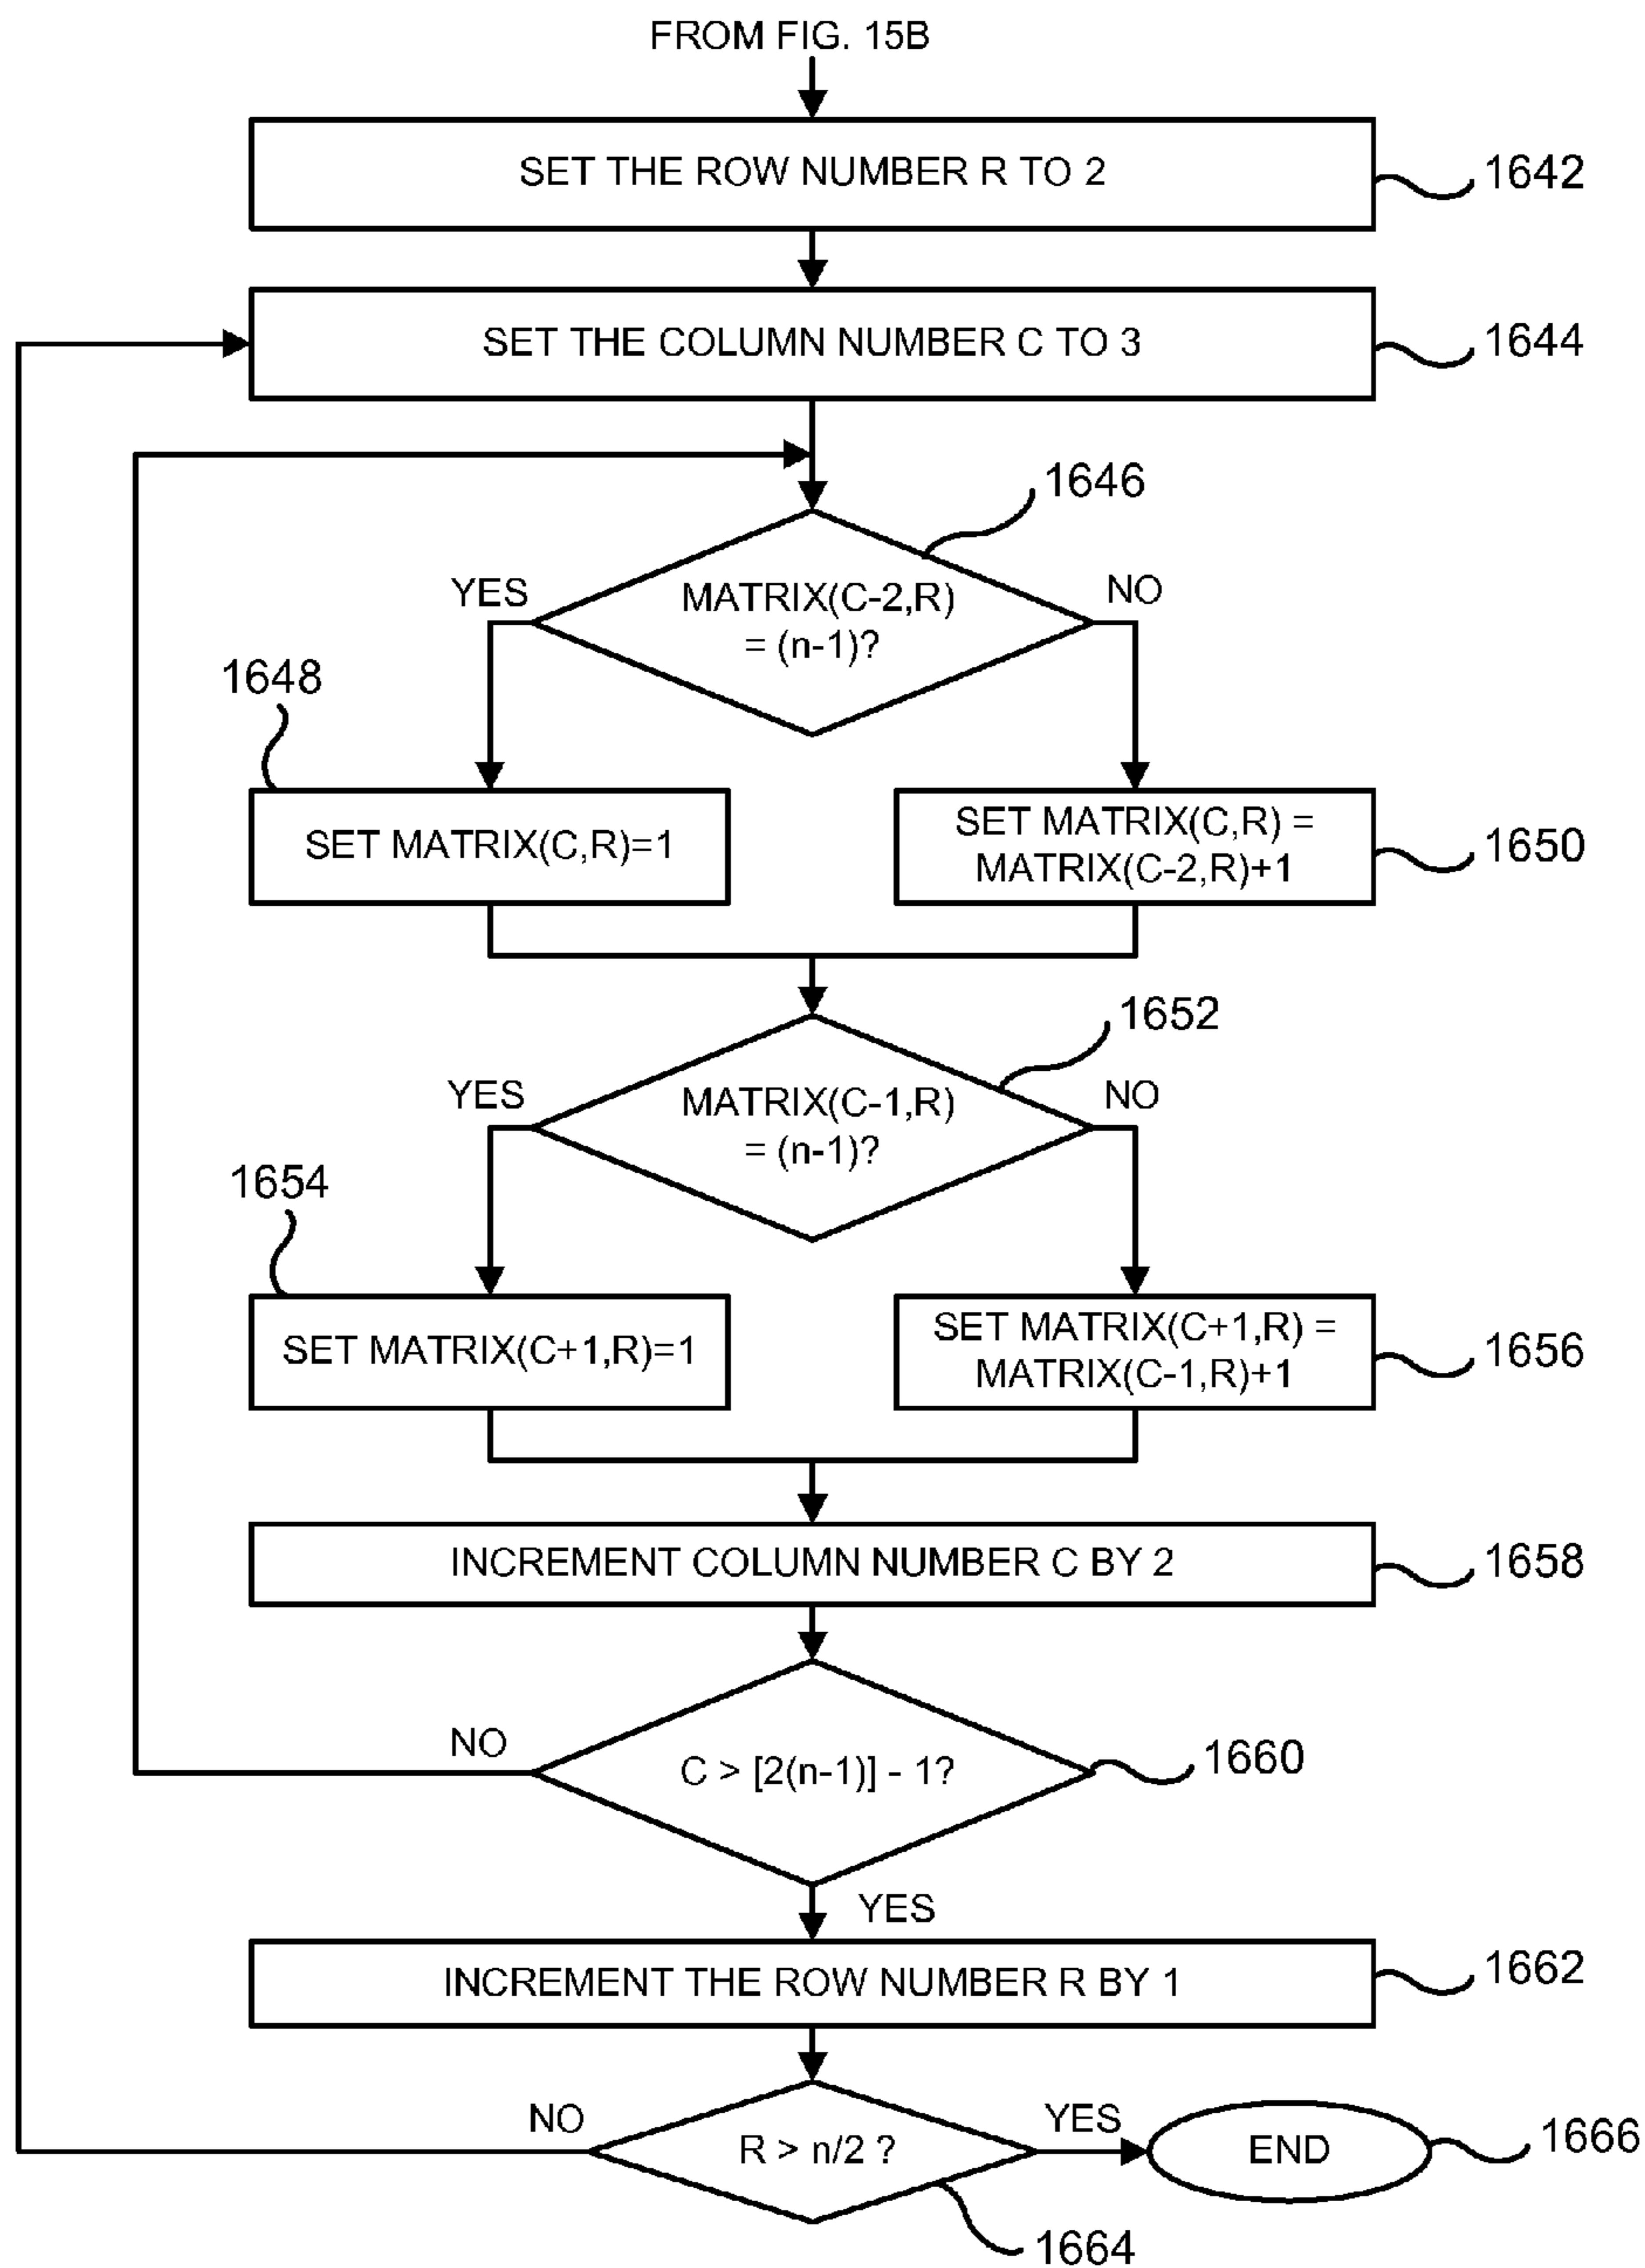 FROM FIG. 15B
SET THE ROW NUMBER R TO 2
1642
SET THE COLUMN NUMBER C TO 3
1644
1646
YES
MATRIX(C-2,R)
= (n-1)?
NO
1648
SET MATRIX(C,R)=1
SET MATRIX(C,R) =
MATRIX(C-2,R)+1
1650
1652
YES
MATRIX(C-1,R)
= (n-1)?
NO
1654
SET MATRIX(C+1,R)=1
SET MATRIX(C+1,R) =
MATRIX(C-1,R)+1
1656
INCREMENT COLUMN NUMBER C BY 2
1658
NO
C > [2(n-1)] - 1?
1660
YES
INCREMENT THE ROW NUMBER R BY 1
1662
NO
R > n/2 ?
YES
END
1666
1664